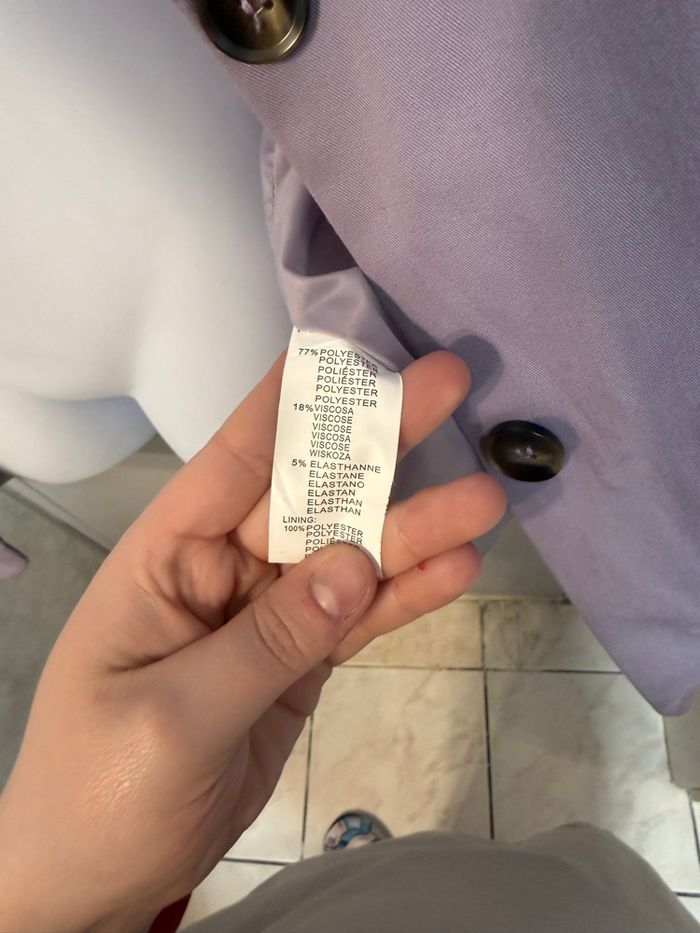 77% POLYESTER
POLYESTER
POLIÉSTER
POLIÉSTER
POLYESTER
POLYESTER
18% VISCOSA
VISCOSE
VISCOSE
VISCOSA
VISCOSE
WISKOZA
5% ELASTHANNE
ELASTANE
ELASTANO
ELASTAN
ELASTHAN
ELASTHAN
LINING:
100% POLYESTER
POLYESTER
POLIÉSTER